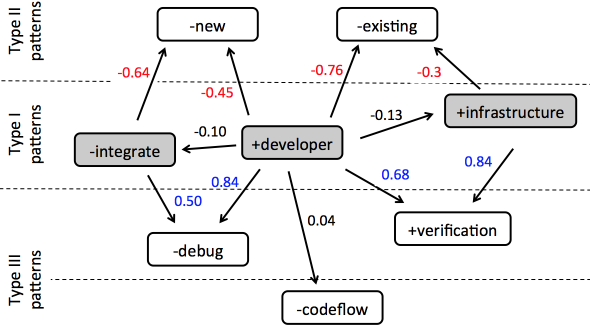 Type II
patterns
-new
-existing
-0.64
-0.45
-0.76
-0.3
Type I
patterns
-integrate
-0.10
+developer
-0.13
+infrastructure
0.50
0.84
0.68
0.84
0.04
-debug
+verification
Type III
patterns
-codeflow